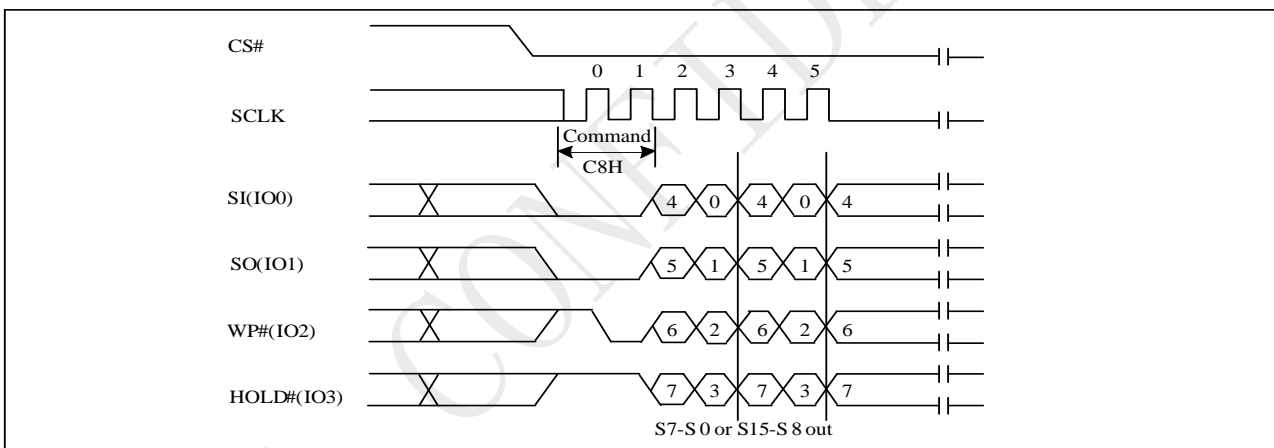 CS#
0 1 2 3 4 5
SCLK
Command
C8H
SI(IO0) 4 0 4 0 4
SO(IO1) 5 1 5 1 5
WP#(IO2) 6 2 6 2 6
HOLD#(IO3) 7 3 7 3 7
S7-S 0 or S15-S 8 out
CONFID